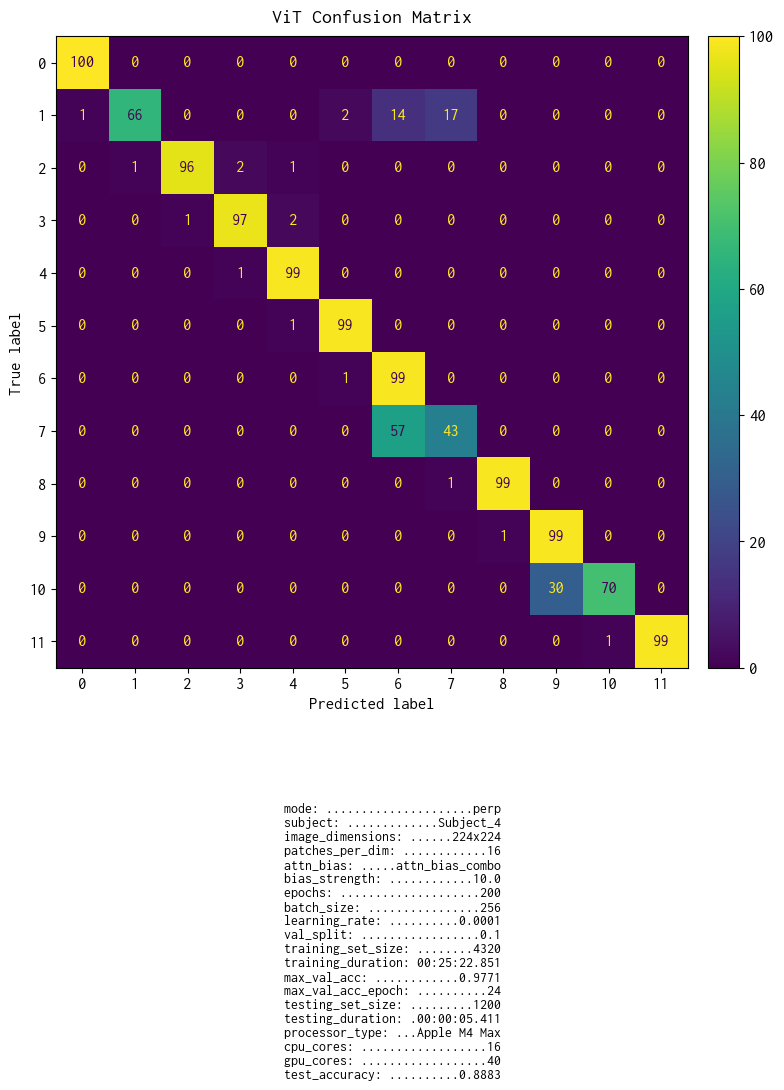 ViT Confusion Matrix
0 100 0 0 0 0 0 0 0 0 0 0 0
1 1 66 0 0 0 2 14 17 0 0 0 0
2 0 1 96 2 1 0 0 0 0 0 0 0
3 0 0 1 97 2 0 0 0 0 0 0 0
4 0 0 0 1 99 0 0 0 0 0 0 0
5 0 0 0 0 1 99 0 0 0 0 0 0
6 0 0 0 0 0 1 99 0 0 0 0 0
7 0 0 0 0 0 0 57 43 0 0 0 0
8 0 0 0 0 0 0 0 1 99 0 0 0
9 0 0 0 0 0 0 0 0 1 99 0 0
10 0 0 0 0 0 0 0 0 0 30 70 0
11 0 0 0 0 0 0 0 0 0 0 1 99
0 1 2 3 4 5 6 7 8 9 10 11
True label
Predicted label
100
80
60
40
20
0
mode: .....................perp
subject: .............Subject_4
image_dimensions: ......224x224
patches_per_dim: ............16
attn_bias: .....attn_bias_combo
bias_strength: ............10.0
epochs: ....................200
batch_size: ................256
learning_rate: ..........0.0001
val_split: .................0.1
training_set_size: ........4320
training_duration: 00:25:22.851
max_val_acc: ............0.9771
max_val_acc_epoch: ..........24
testing_set_size: .........1200
testing_duration: .00:00:05.411
processor_type: ...Apple M4 Max
cpu_cores: ..................16
gpu_cores: ..................40
test_accuracy: ..........0.8883